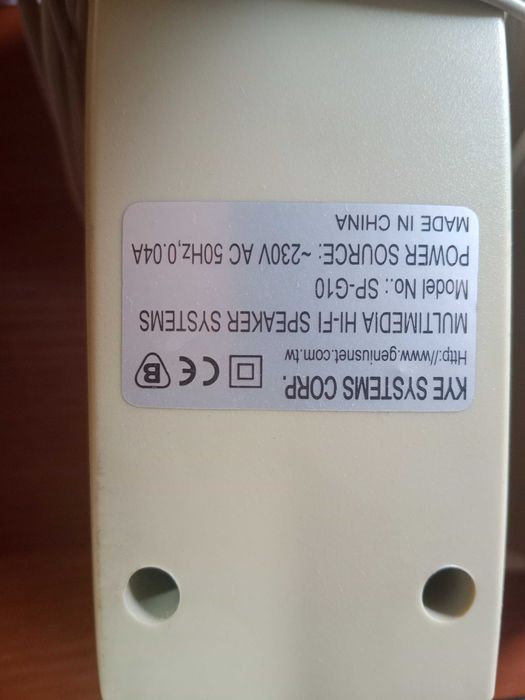 KYE SYSTEMS CORP.
Http://www.geniusnet.com.tw
CE B
MULTIMEDIA HI-FI SPEAKER SYSTEMS
Model No.: SP-G10
POWER SOURCE: ~230V AC 50Hz,0.04A
MADE IN CHINA